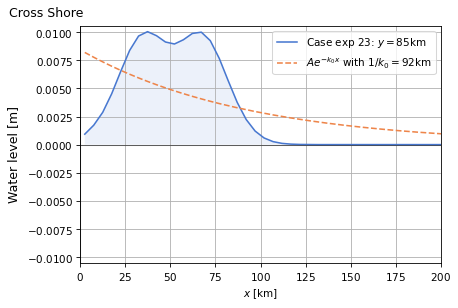 Cross Shore
0.0100
0.0075
0.0050
0.0025
0.0000
−0.0025
−0.0050
−0.0075
−0.0100
Water level [m]
Case exp 23: y = 85km
Ae^{−k₀x} with 1/k₀ = 92km
0 25 50 75 100 125 150 175 200
x [km]